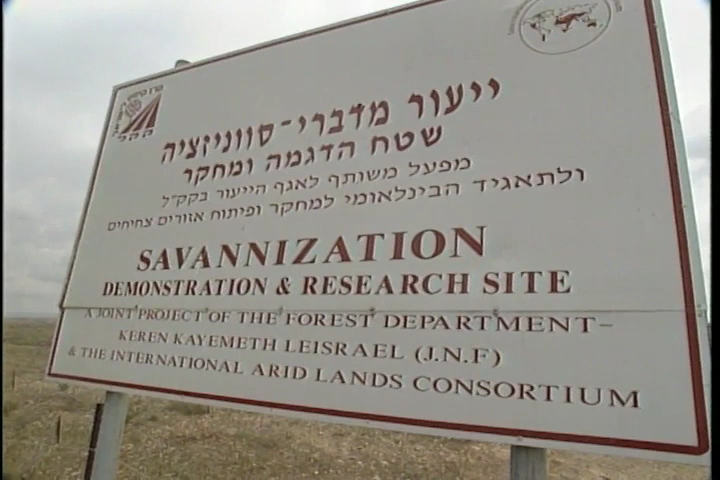 ייעור מדברי-סווניזציה
שטח הדגמה ומחקר
מפעל משותף לאגף הייעור בקק"ל
ולתאגיד הבינלאומי למחקר ופיתוח אזורים צחיחים
SAVANNIZATION
DEMONSTRATION & RESEARCH SITE
A JOINT PROJECT OF THE FOREST DEPARTMENT-
KEREN KAYEMETH LEISRAEL (J.N.F)
& THE INTERNATIONAL ARID LANDS CONSORTIUM